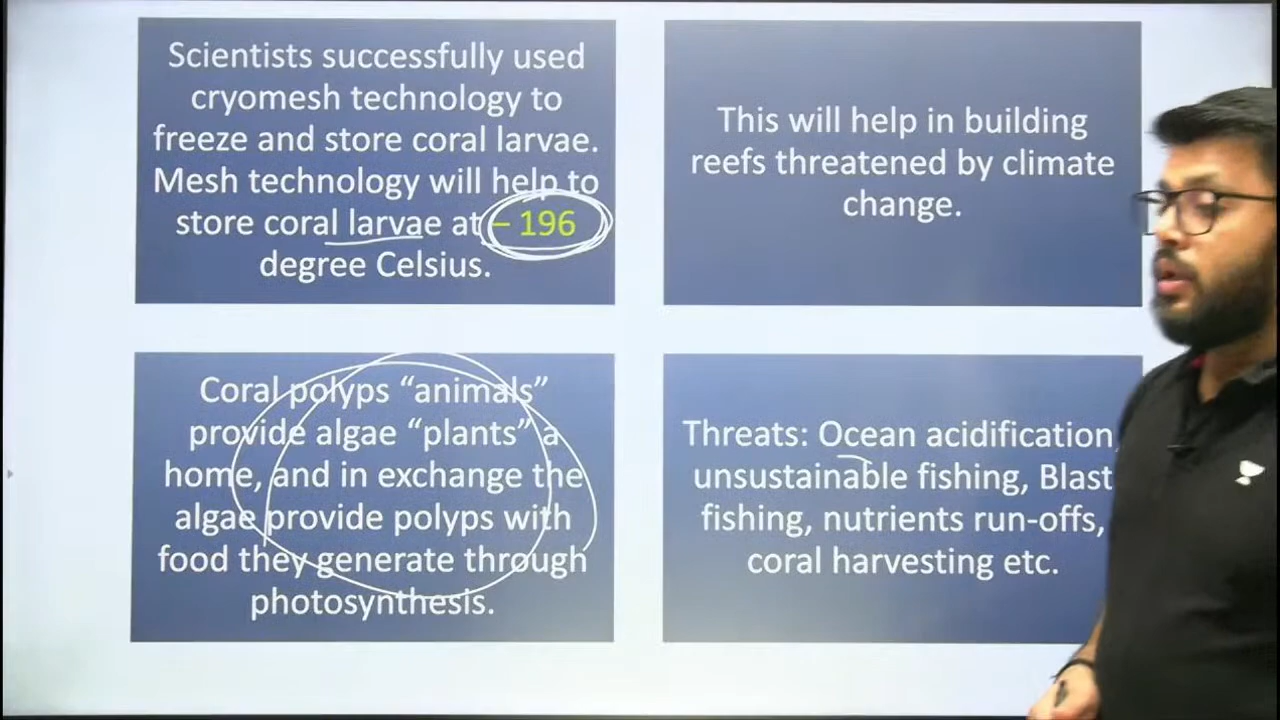 Scientists successfully used
cryomesh technology to
freeze and store coral larvae.
Mesh technology will help to
store coral larvae at – 196
degree Celsius.
This will help in building
reefs threatened by climate
change.
Coral polyps “animals”
provide algae “plants” a
home, and in exchange the
algae provide polyps with
food they generate through
photosynthesis.
Threats: Ocean acidification,
unsustainable fishing, Blast
fishing, nutrients run-offs,
coral harvesting etc.